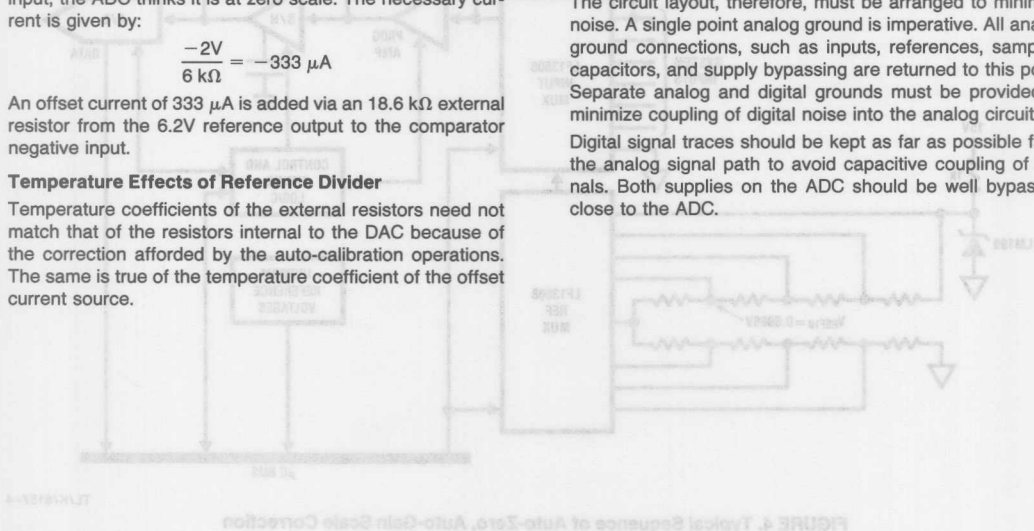 input, the ADC thinks it is at zero scale. The necessary cur-
rent is given by:
−2V
6 kΩ
= −333 μA
An offset current of 333 μA is added via an 18.6 kΩ external
resistor from the 6.2V reference output to the comparator
negative input.
Temperature Effects of Reference Divider
Temperature coefficients of the external resistors need not
match that of the resistors internal to the DAC because of
the correction afforded by the auto-calibration operations.
The same is true of the temperature coefficient of the offset
current source.
The circuit layout, therefore, must be arranged to minim
noise. A single point analog ground is imperative. All ana
ground connections, such as inputs, references, samp
capacitors, and supply bypassing are returned to this po
Separate analog and digital grounds must be provided
minimize coupling of digital noise into the analog circuit
Digital signal traces should be kept as far as possible f
the analog signal path to avoid capacitive coupling of
nals. Both supplies on the ADC should be well bypas
close to the ADC.
LF13508
REF
MUX
FIGURE 4. Typical Sequence of Auto-Zero, Auto-Gain Scale Correction